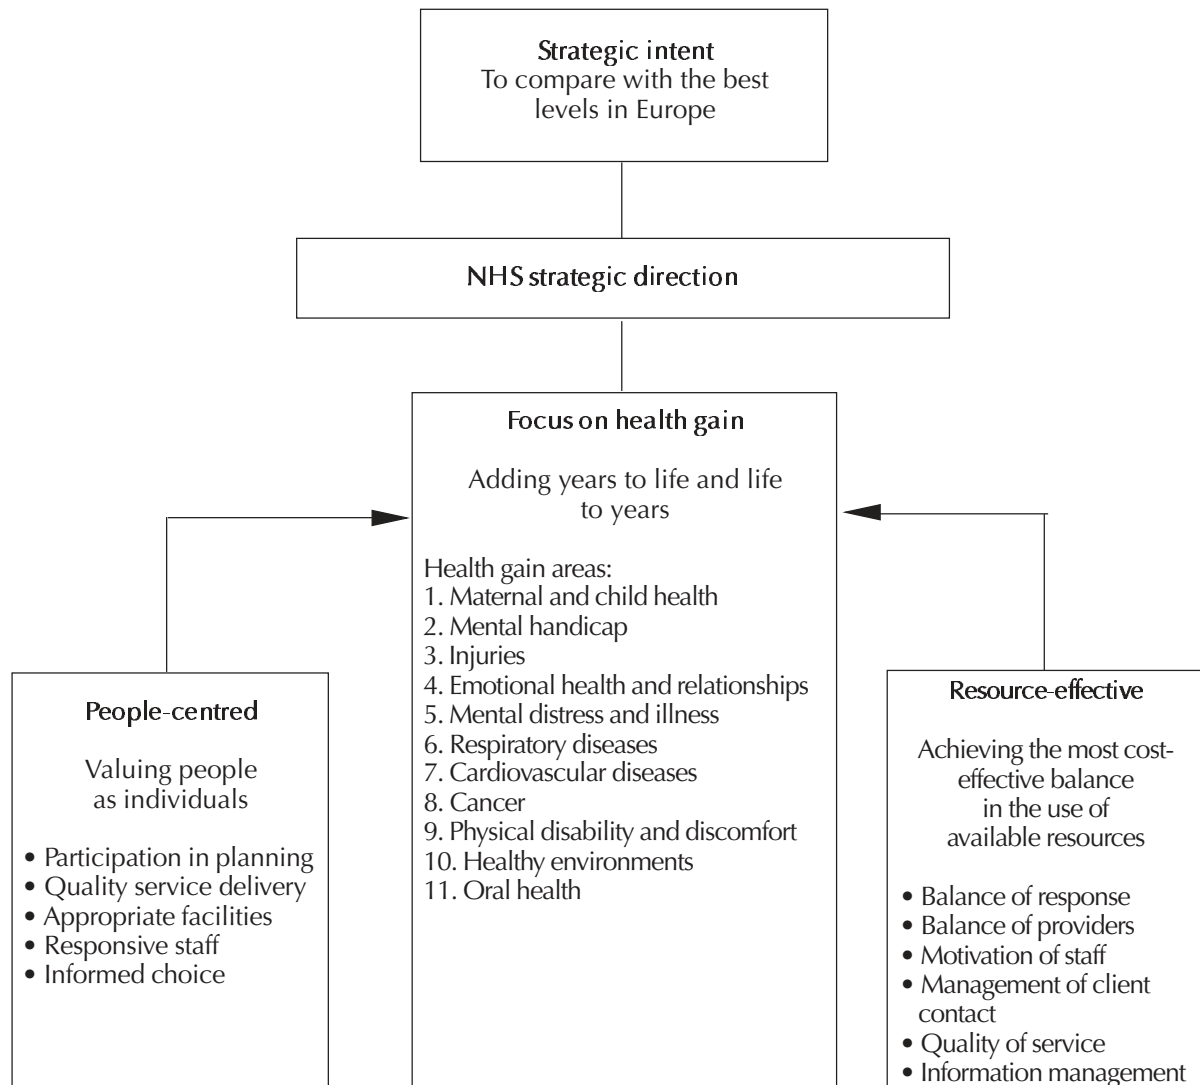 Strategic intent
To compare with the best
levels in Europe
NHS strategic direction
Focus on health gain
Adding years to life and life
to years
Health gain areas:
1. Maternal and child health
2. Mental handicap
3. Injuries
4. Emotional health and relationships
5. Mental distress and illness
6. Respiratory diseases
7. Cardiovascular diseases
8. Cancer
9. Physical disability and discomfort
10. Healthy environments
11. Oral health
People-centred
Valuing people
as individuals
• Participation in planning
• Quality service delivery
• Appropriate facilities
• Responsive staff
• Informed choice
Resource-effective
Achieving the most cost-
effective balance
in the use of
available resources
• Balance of response
• Balance of providers
• Motivation of staff
• Management of client
contact
• Quality of service
• Information management